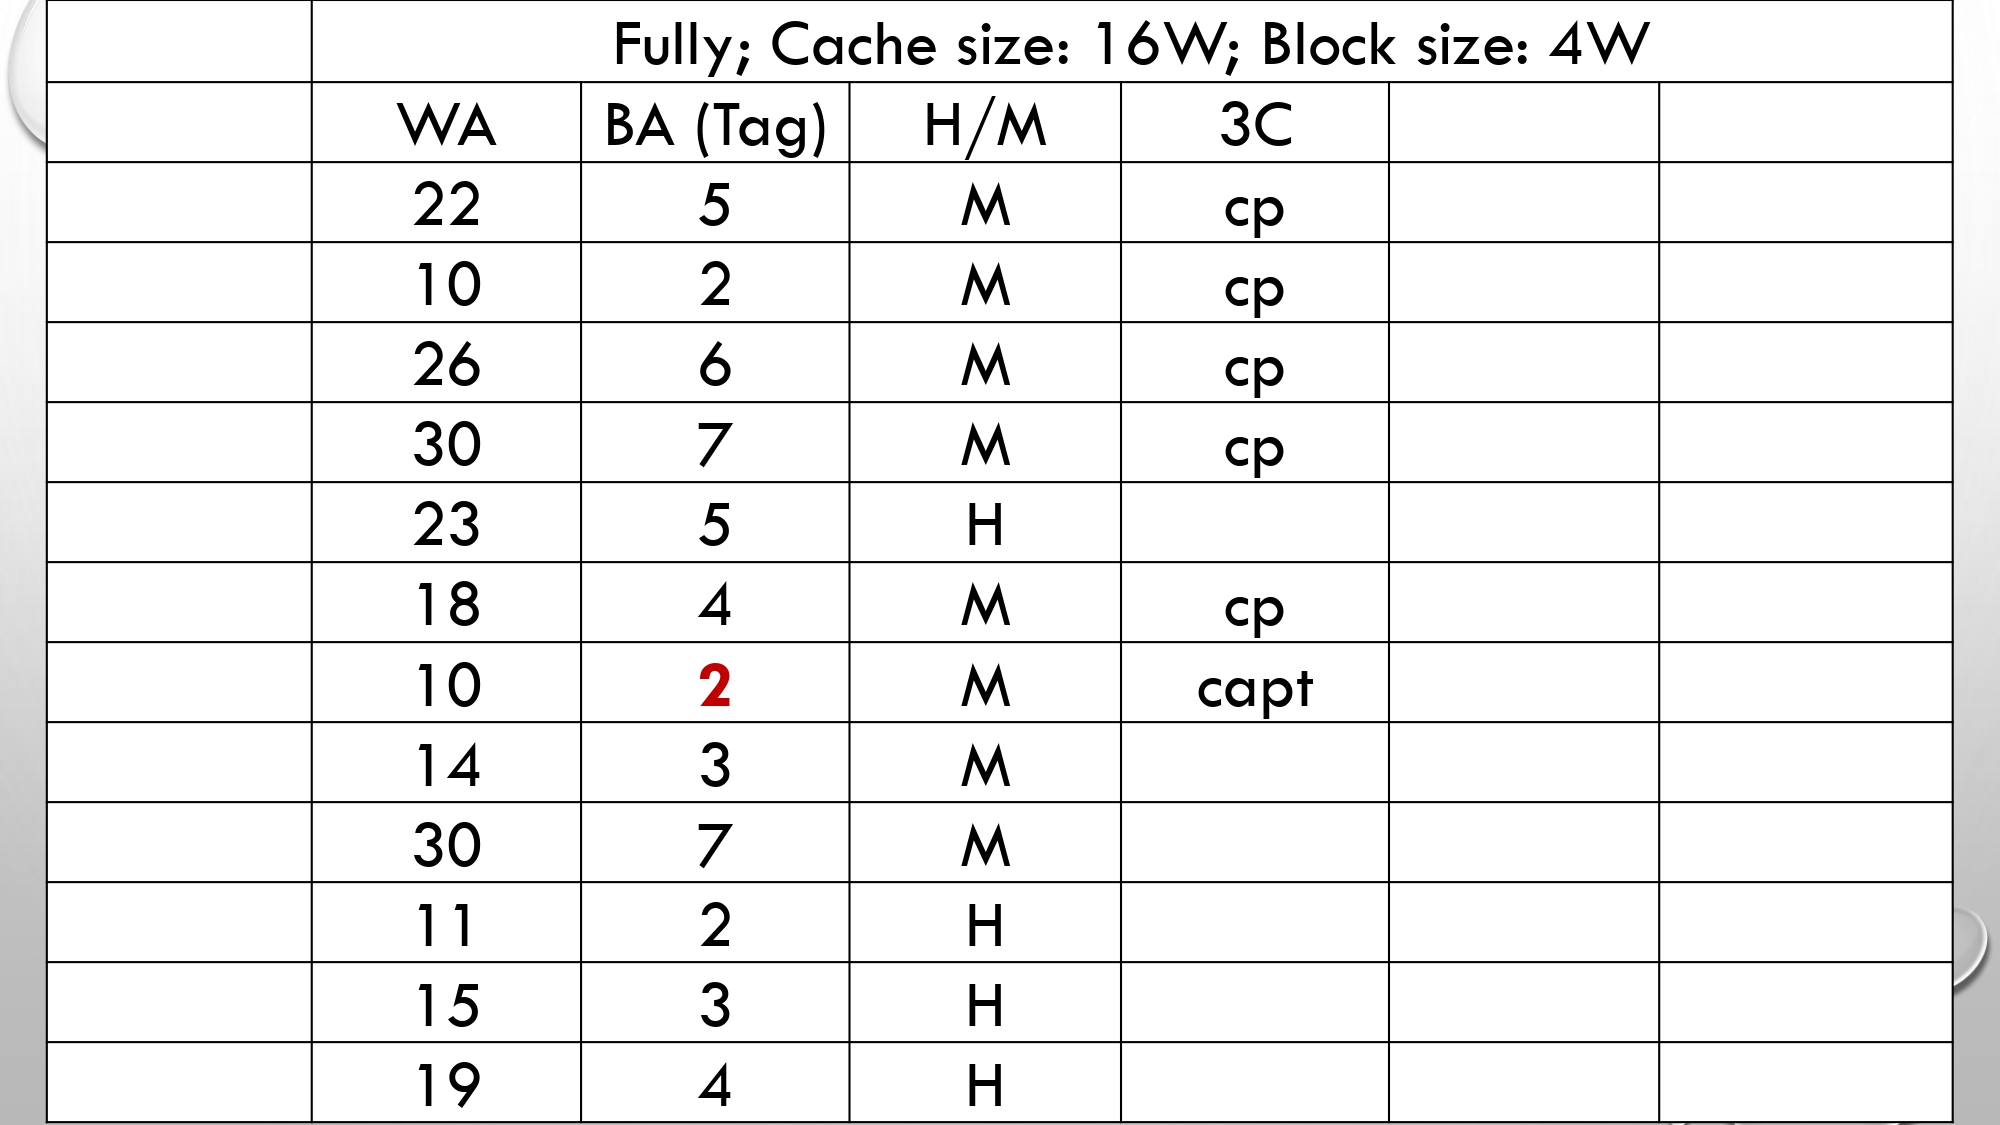 Fully; Cache size: 16W; Block size: 4W
WA BA (Tag) H/M 3C
22 5 M cp
10 2 M cp
26 6 M cp
30 7 M cp
23 5 H
18 4 M cp
10 2 M capt
14 3 M
30 7 M
11 2 H
15 3 H
19 4 H